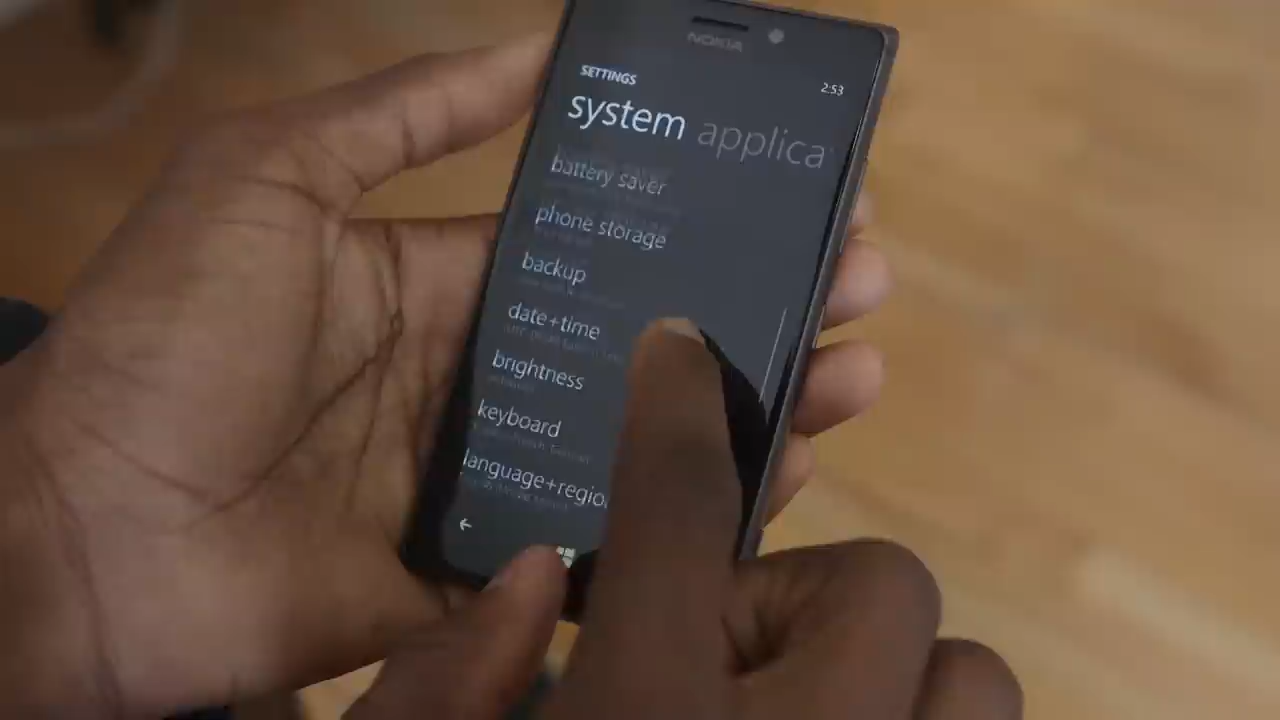 NOKIA
2:53
SETTINGS
system applica
battery saver
phone storage
backup
date+time
brightness
keyboard
language+regio